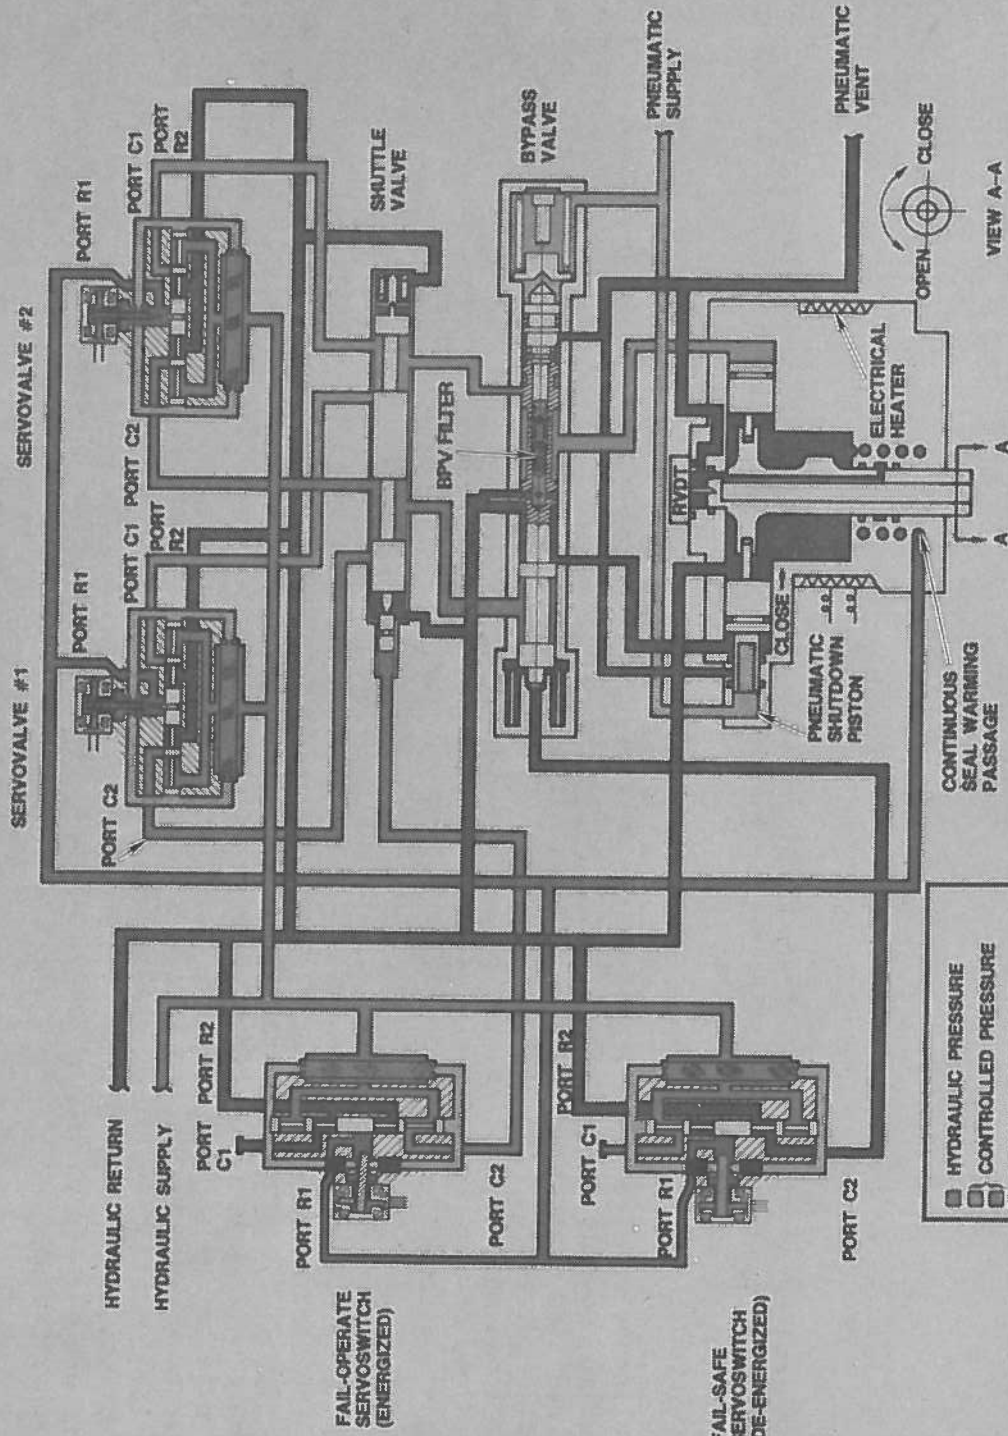 SERVOVALVE #1
SERVOVALVE #2
PORT R1
PORT R1
PORT C1
PORT
R2
PORT C1
PORT
R2
PORT C2
PORT C2
SHUTTLE
VALVE
BYPASS
VALVE
BPV FILTER
PNEUMATIC
SUPPLY
PNEUMATIC
VENT
OPEN
CLOSE
VIEW A-A
ELECTRICAL
HEATER
RVDT
A
A
CLOSE
PNEUMATIC
SHUTDOWN
PISTON
CONTINUOUS
SEAL WARMING
PASSAGE
HYDRAULIC RETURN
HYDRAULIC SUPPLY
PORT
C1
PORT R2
PORT R1
PORT C2
FAIL-OPERATE
SERVOSWITCH
(ENERGIZED)
PORT C1
PORT R2
PORT R1
PORT C2
FAIL-SAFE
SERVOSWITCH
DE-ENERGIZED)
HYDRAULIC PRESSURE
CONTROLLED PRESSURE